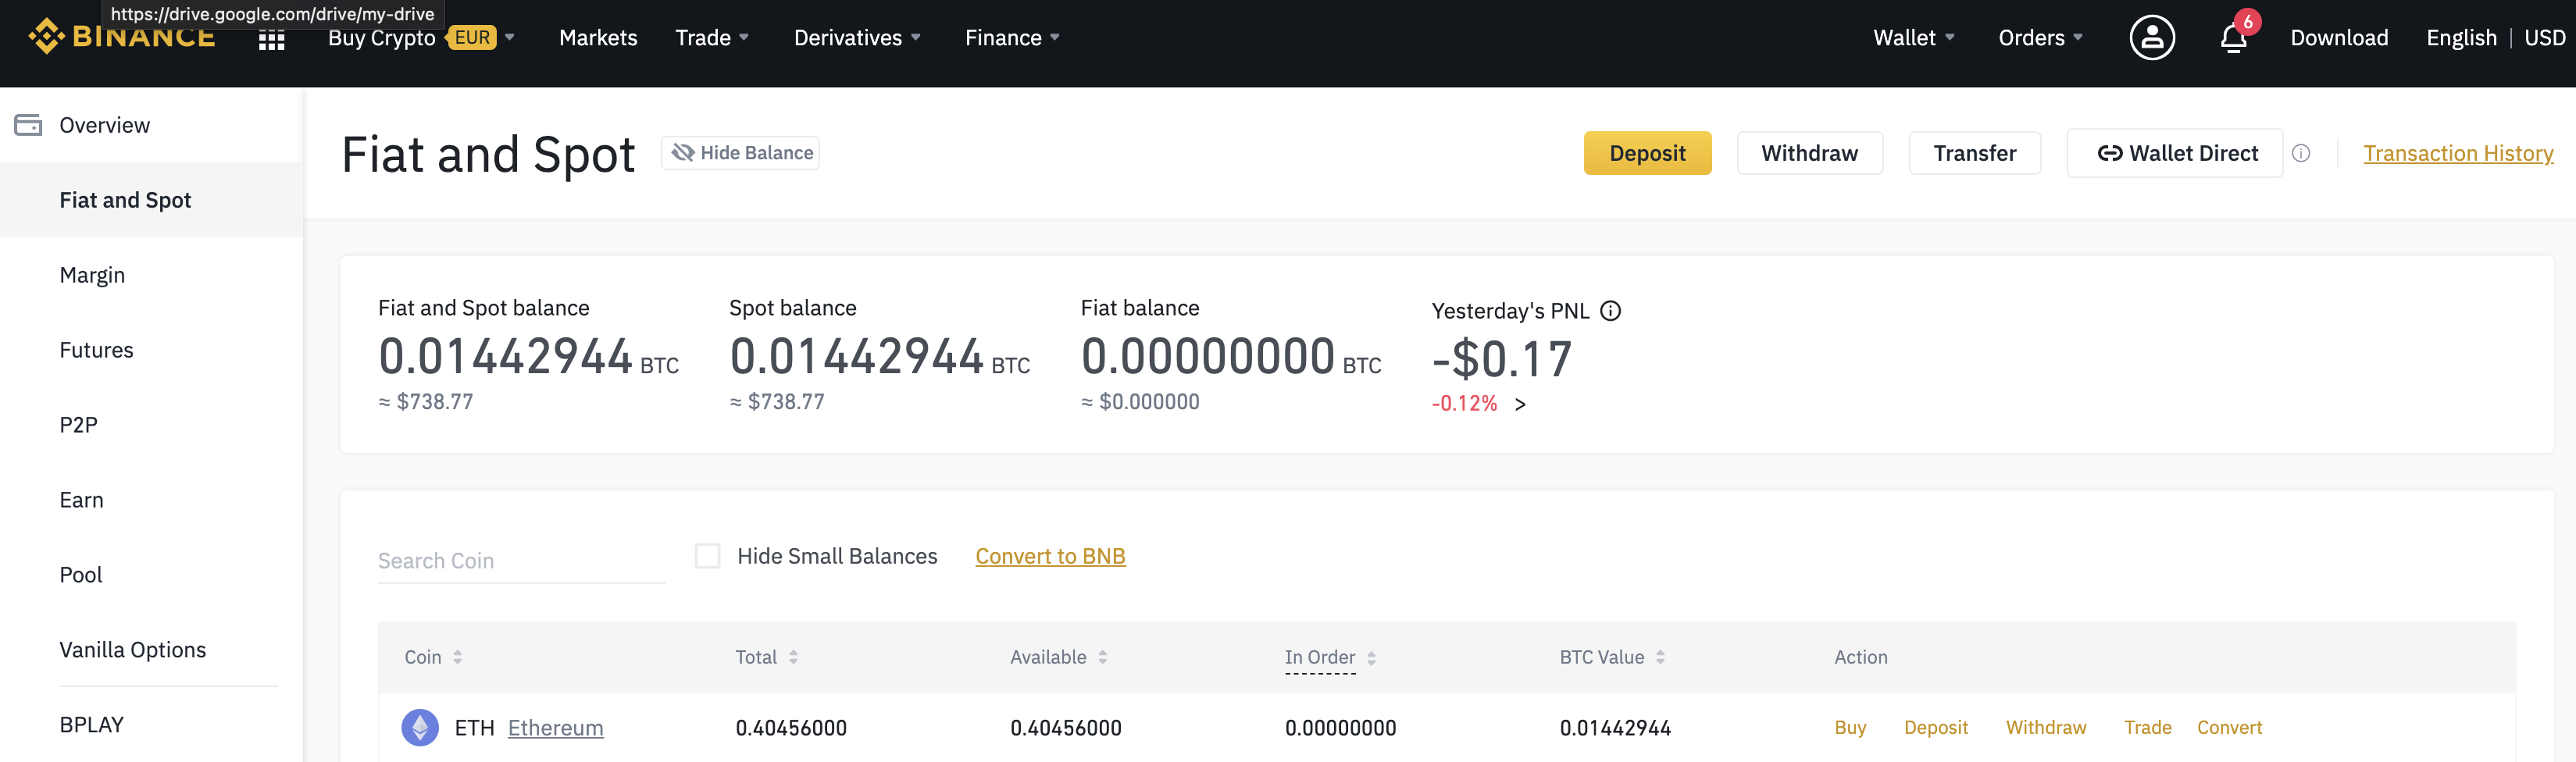 https://drive.google.com/drive/my-drive
BINANCE Buy Crypto EUR Markets Trade Derivatives Finance Wallet Orders 6 Download English | USD
Overview
Fiat and Spot
Margin
Futures
P2P
Earn
Pool
Vanilla Options
BPLAY
Fiat and Spot Hide Balance Deposit Withdraw Transfer Wallet Direct Transaction History
Fiat and Spot balance Spot balance Fiat balance Yesterday's PNL
0.01442944 BTC 0.01442944 BTC 0.00000000 BTC -$0.17
≈ $738.77 ≈ $738.77 ≈ $0.000000 -0.12% >
Search Coin Hide Small Balances Convert to BNB
Coin Total Available In Order BTC Value Action
ETH Ethereum 0.40456000 0.40456000 0.00000000 0.01442944 Buy Deposit Withdraw Trade Convert